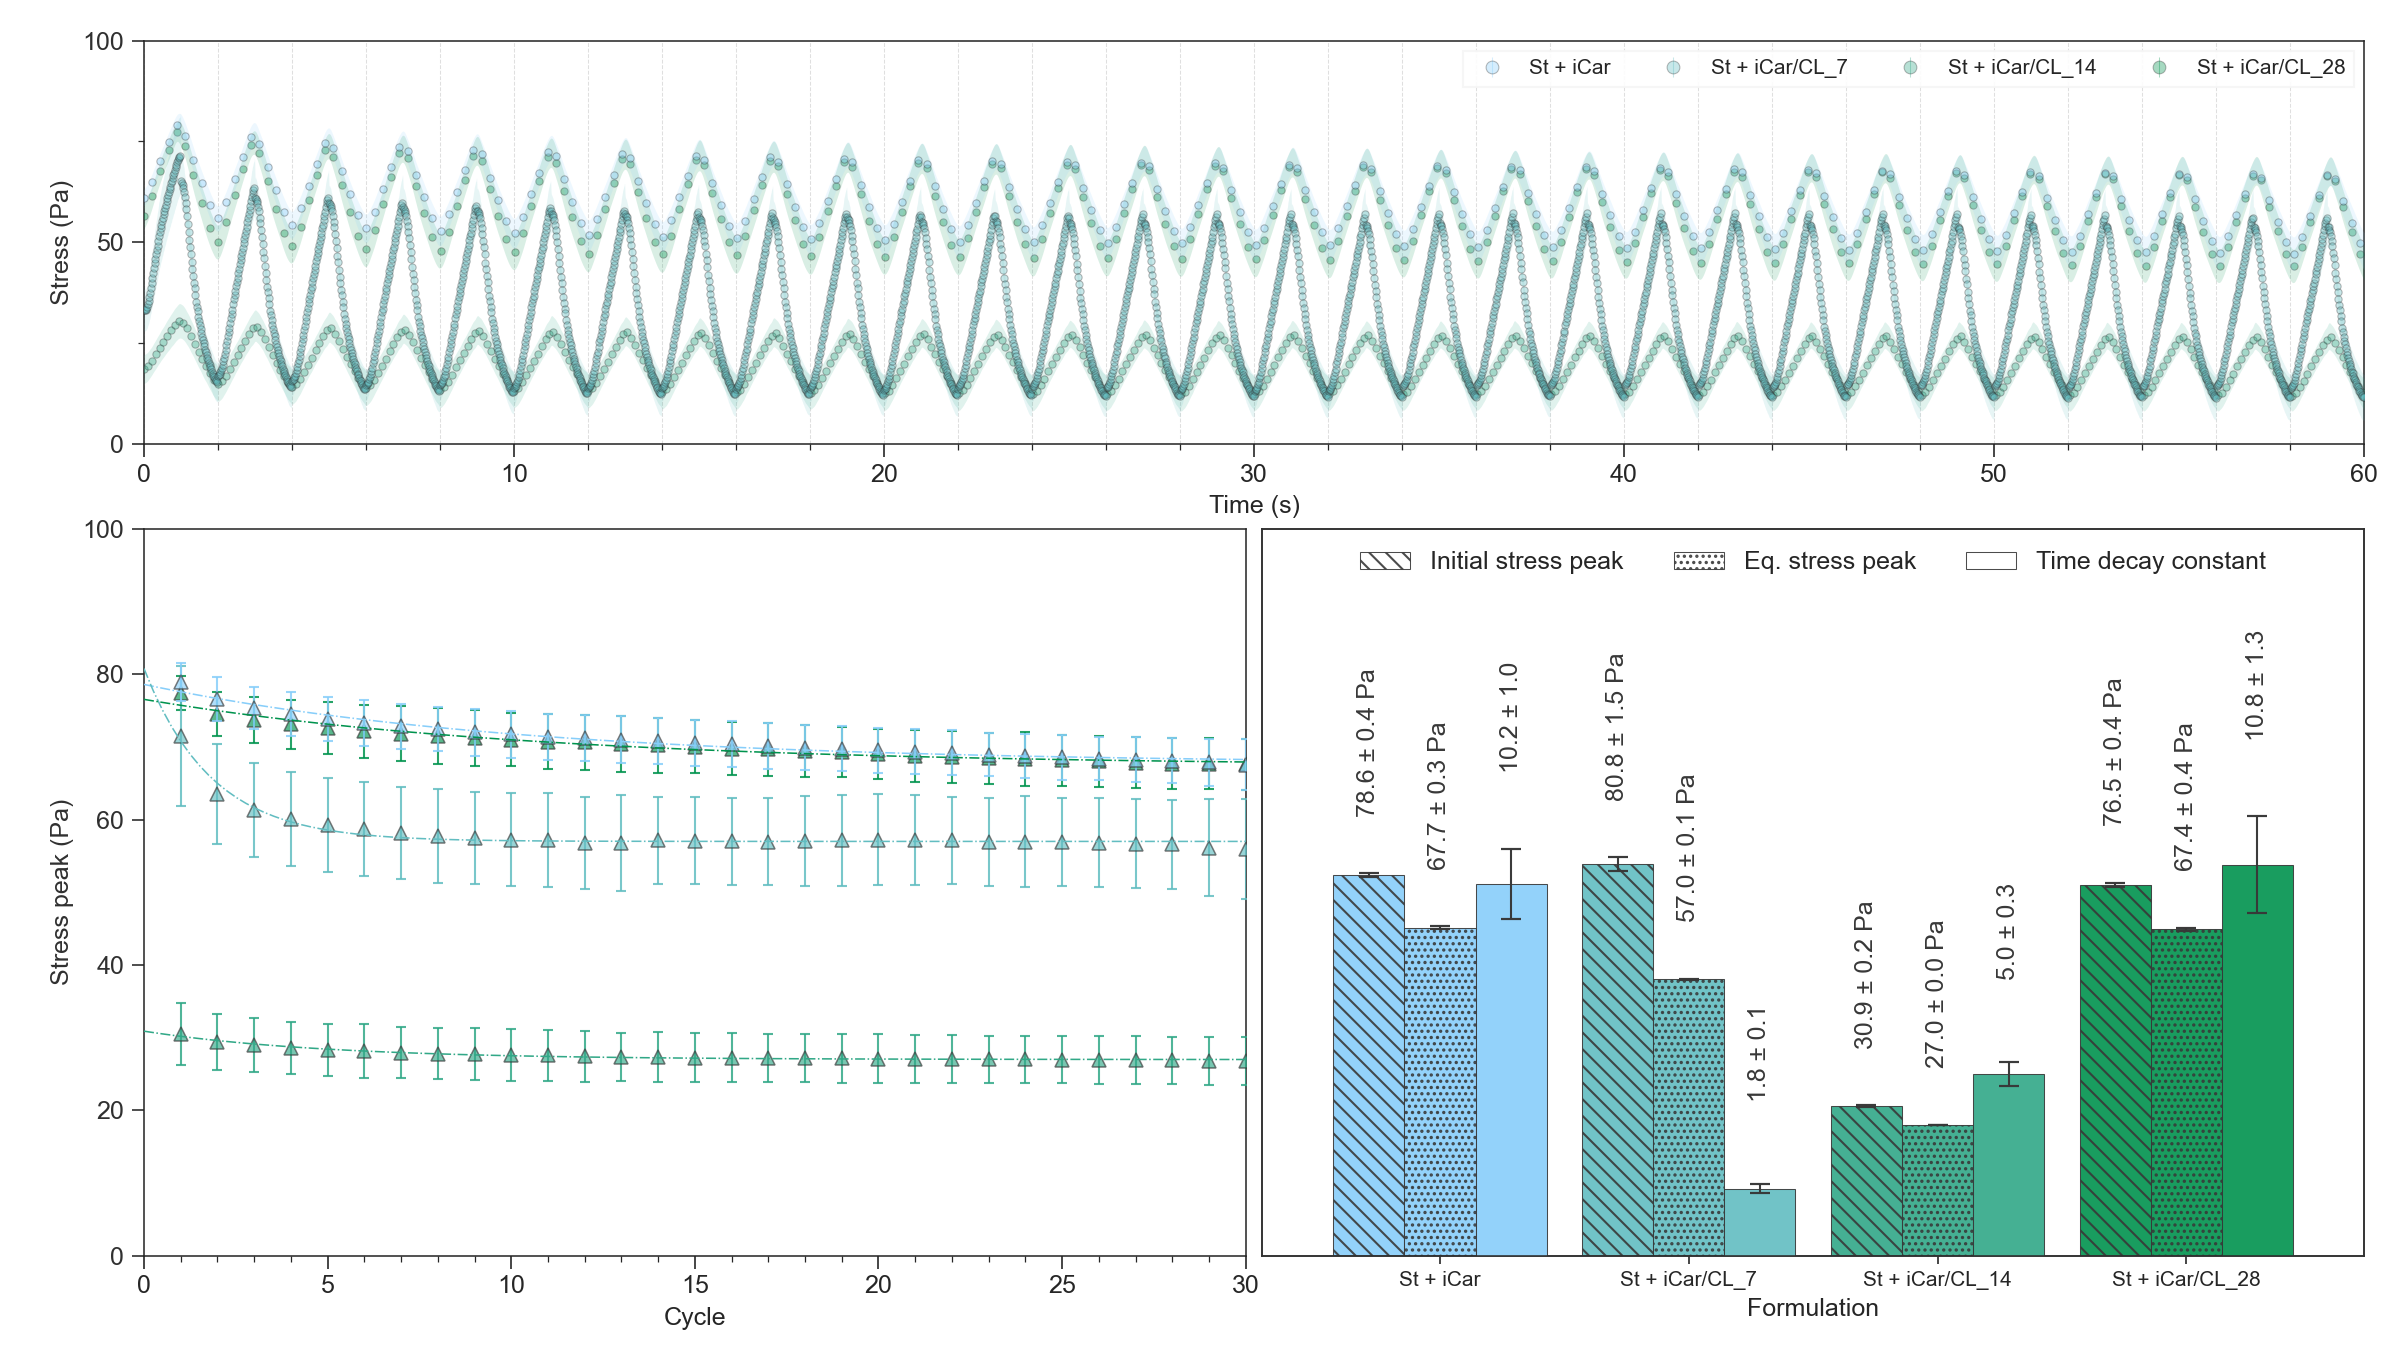 100
St + iCar St + iCar/CL_7 St + iCar/CL_14 St + iCar/CL_28
Stress (Pa)
50
0
0 10 20 30 40 50 60
Time (s)
100
80
60
40
20
0
Stress peak (Pa)
0 5 10 15 20 25 30
Cycle
Initial stress peak Eq. stress peak Time decay constant
78.6 ± 0.4 Pa
67.7 ± 0.3 Pa
10.2 ± 1.0
80.8 ± 1.5 Pa
57.0 ± 0.1 Pa
1.8 ± 0.1
30.9 ± 0.2 Pa
27.0 ± 0.0 Pa
5.0 ± 0.3
76.5 ± 0.4 Pa
67.4 ± 0.4 Pa
10.8 ± 1.3
St + iCar St + iCar/CL_7 St + iCar/CL_14 St + iCar/CL_28
Formulation